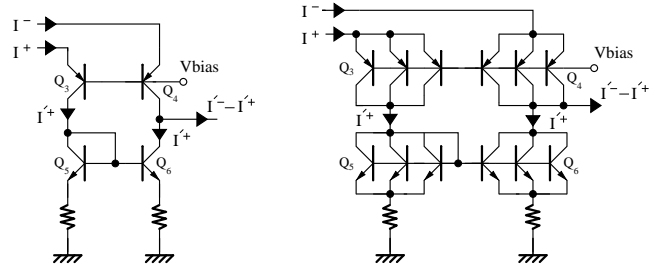 I⁻
I⁺
Vbias
Q₃
Q₄
I'⁺
I'⁻−I'⁺
I'⁺
Q₅
Q₆
I⁻
I⁺
Vbias
Q₃
Q₄
I'⁻−I'⁺
I'⁺
I'⁺
Q₅
Q₆